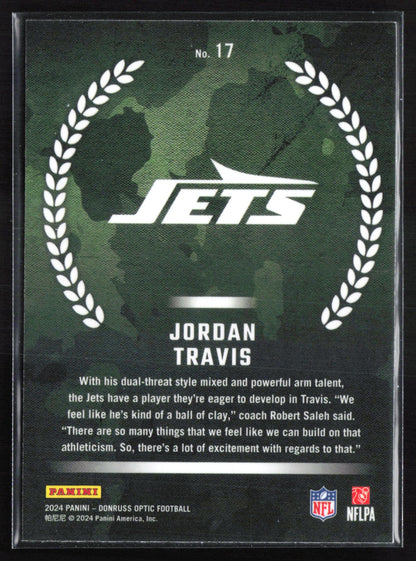 No. 17
JETS
JORDAN
TRAVIS
With his dual-threat style mixed and powerful arm talent,
the Jets have a player they're eager to develop in Travis. “We
feel like he's kind of a ball of clay,” coach Robert Saleh said.
“There are so many things that we feel like we can build on that
athleticism. So, there's a lot of excitement with regards to that.”
PANINI
2024 PANINI – DONRUSS OPTIC FOOTBALL
帕尼尼 © 2024 Panini America, Inc.
NFL
NFLPA